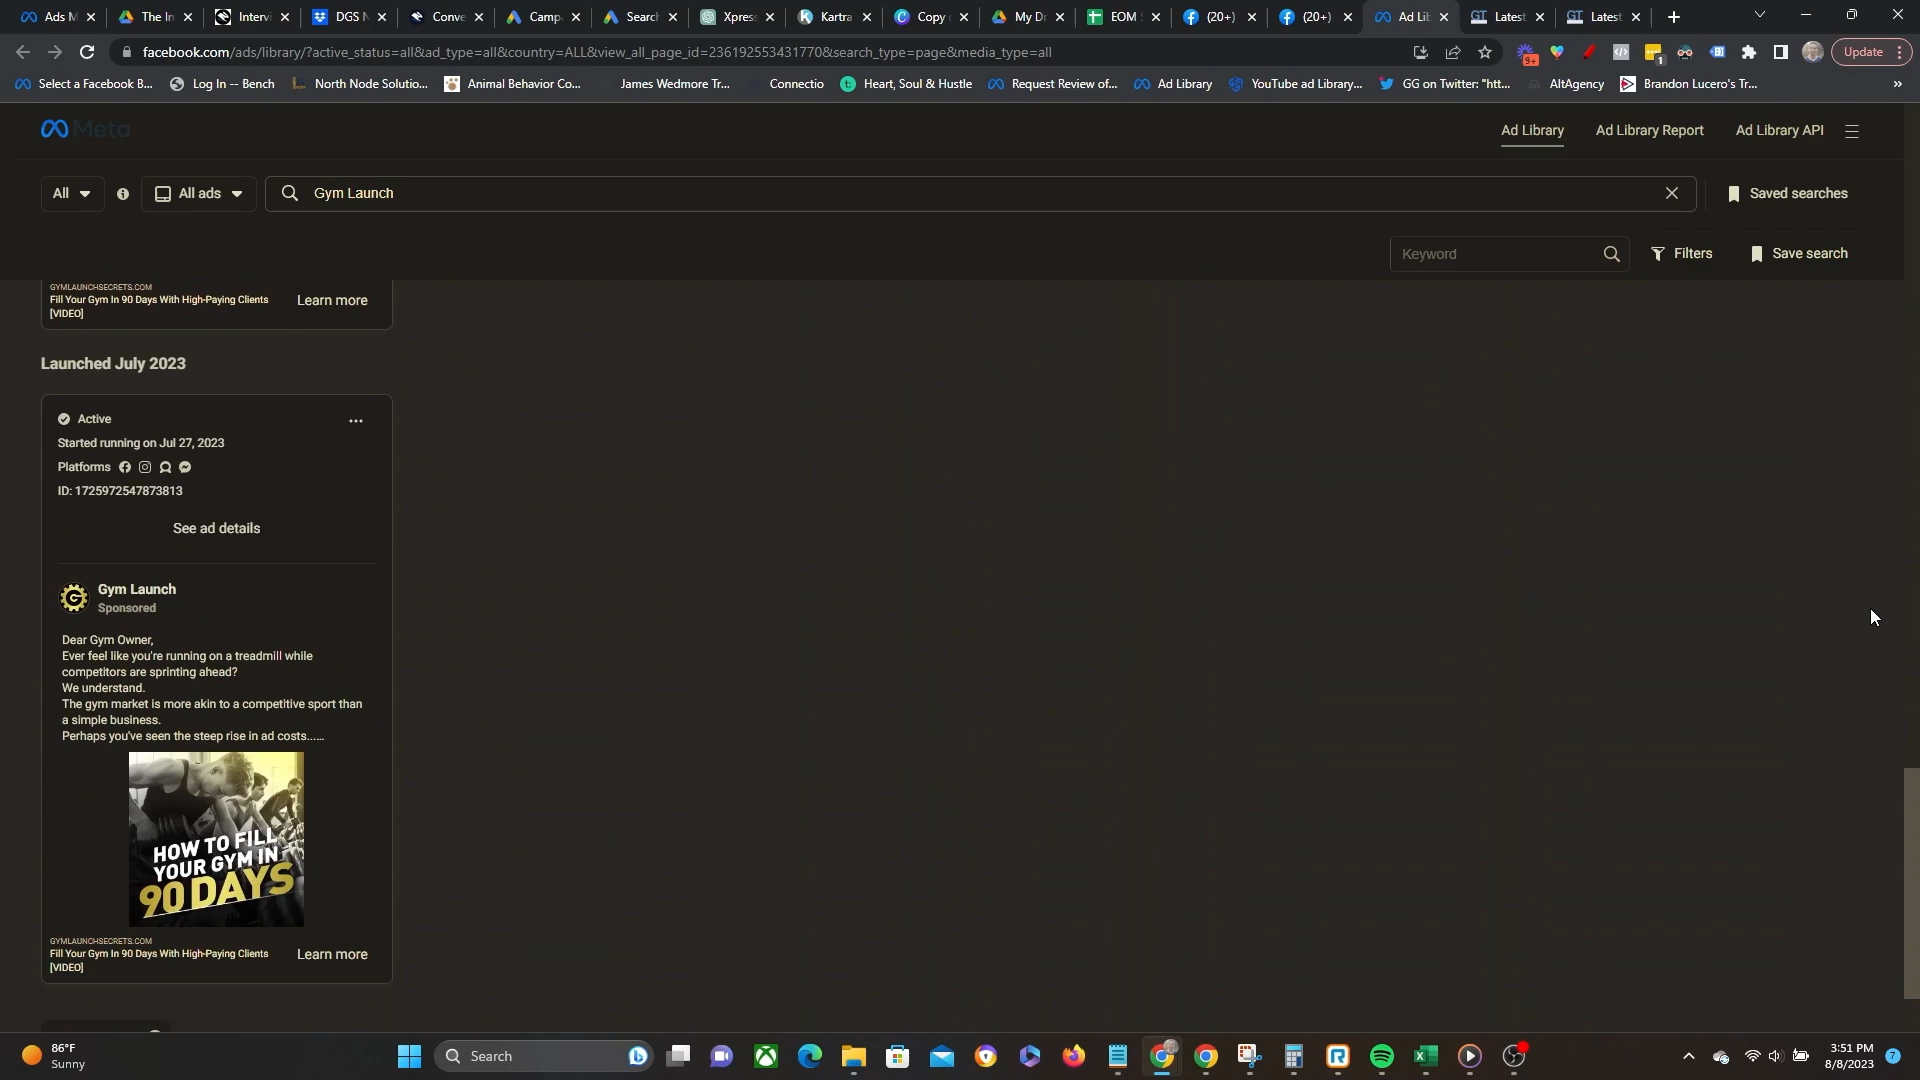 Ads M
The In
Intervi
DGS N
Conve
Camp
Search
Xpress
Kartra
Copy o
My Dr
EOM S
(20+)
(20+)
Ad Lib
Latest
Latest
facebook.com/ads/library/?active_status=all&ad_type=all&country=ALL&view_all_page_id=236192553431770&search_type=page&media_type=all
9+
1
Update
Select a Facebook B...
Log In -- Bench
North Node Solutio...
Animal Behavior Co...
James Wedmore Tr...
Connectio
Heart, Soul & Hustle
Request Review of...
Ad Library
YouTube ad Library...
GG on Twitter: "htt...
AltAgency
Brandon Lucero's Tr...
»
Meta
Ad Library
Ad Library Report
Ad Library API
All
All ads
Gym Launch
Saved searches
Keyword
Filters
Save search
GYMLAUNCHSECRETS.COM
Fill Your Gym In 90 Days With High-Paying Clients
[VIDEO]
Learn more
Launched July 2023
Active
Started running on Jul 27, 2023
Platforms
ID: 1725972547873813
See ad details
Gym Launch
Sponsored
Dear Gym Owner,
Ever feel like you're running on a treadmill while
competitors are sprinting ahead?
We understand.
The gym market is more akin to a competitive sport than
a simple business.
Perhaps you've seen the steep rise in ad costs......
HOW TO FILL
YOUR GYM IN
90 DAYS
GYMLAUNCHSECRETS.COM
Fill Your Gym In 90 Days With High-Paying Clients
[VIDEO]
Learn more
86°F
Sunny
Search
3:51 PM
8/8/2023
7